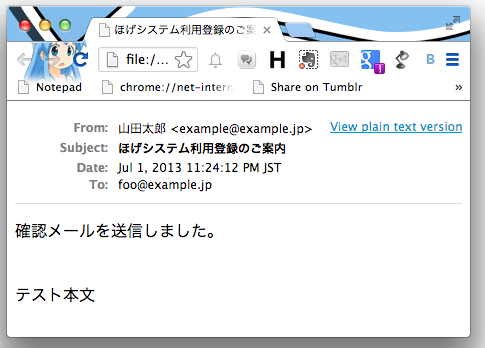 ほげシステム利用登録のご案
file:/…
H
g+1
g
1
B
Notepad
chrome://net-intern
Share on Tumblr
»
From: 山田太郎 <example@example.jp>
View plain text version
Subject: ほげシステム利用登録のご案内
Date: Jul 1, 2013 11:24:12 PM JST
To: foo@example.jp
確認メールを送信しました。
テスト本文